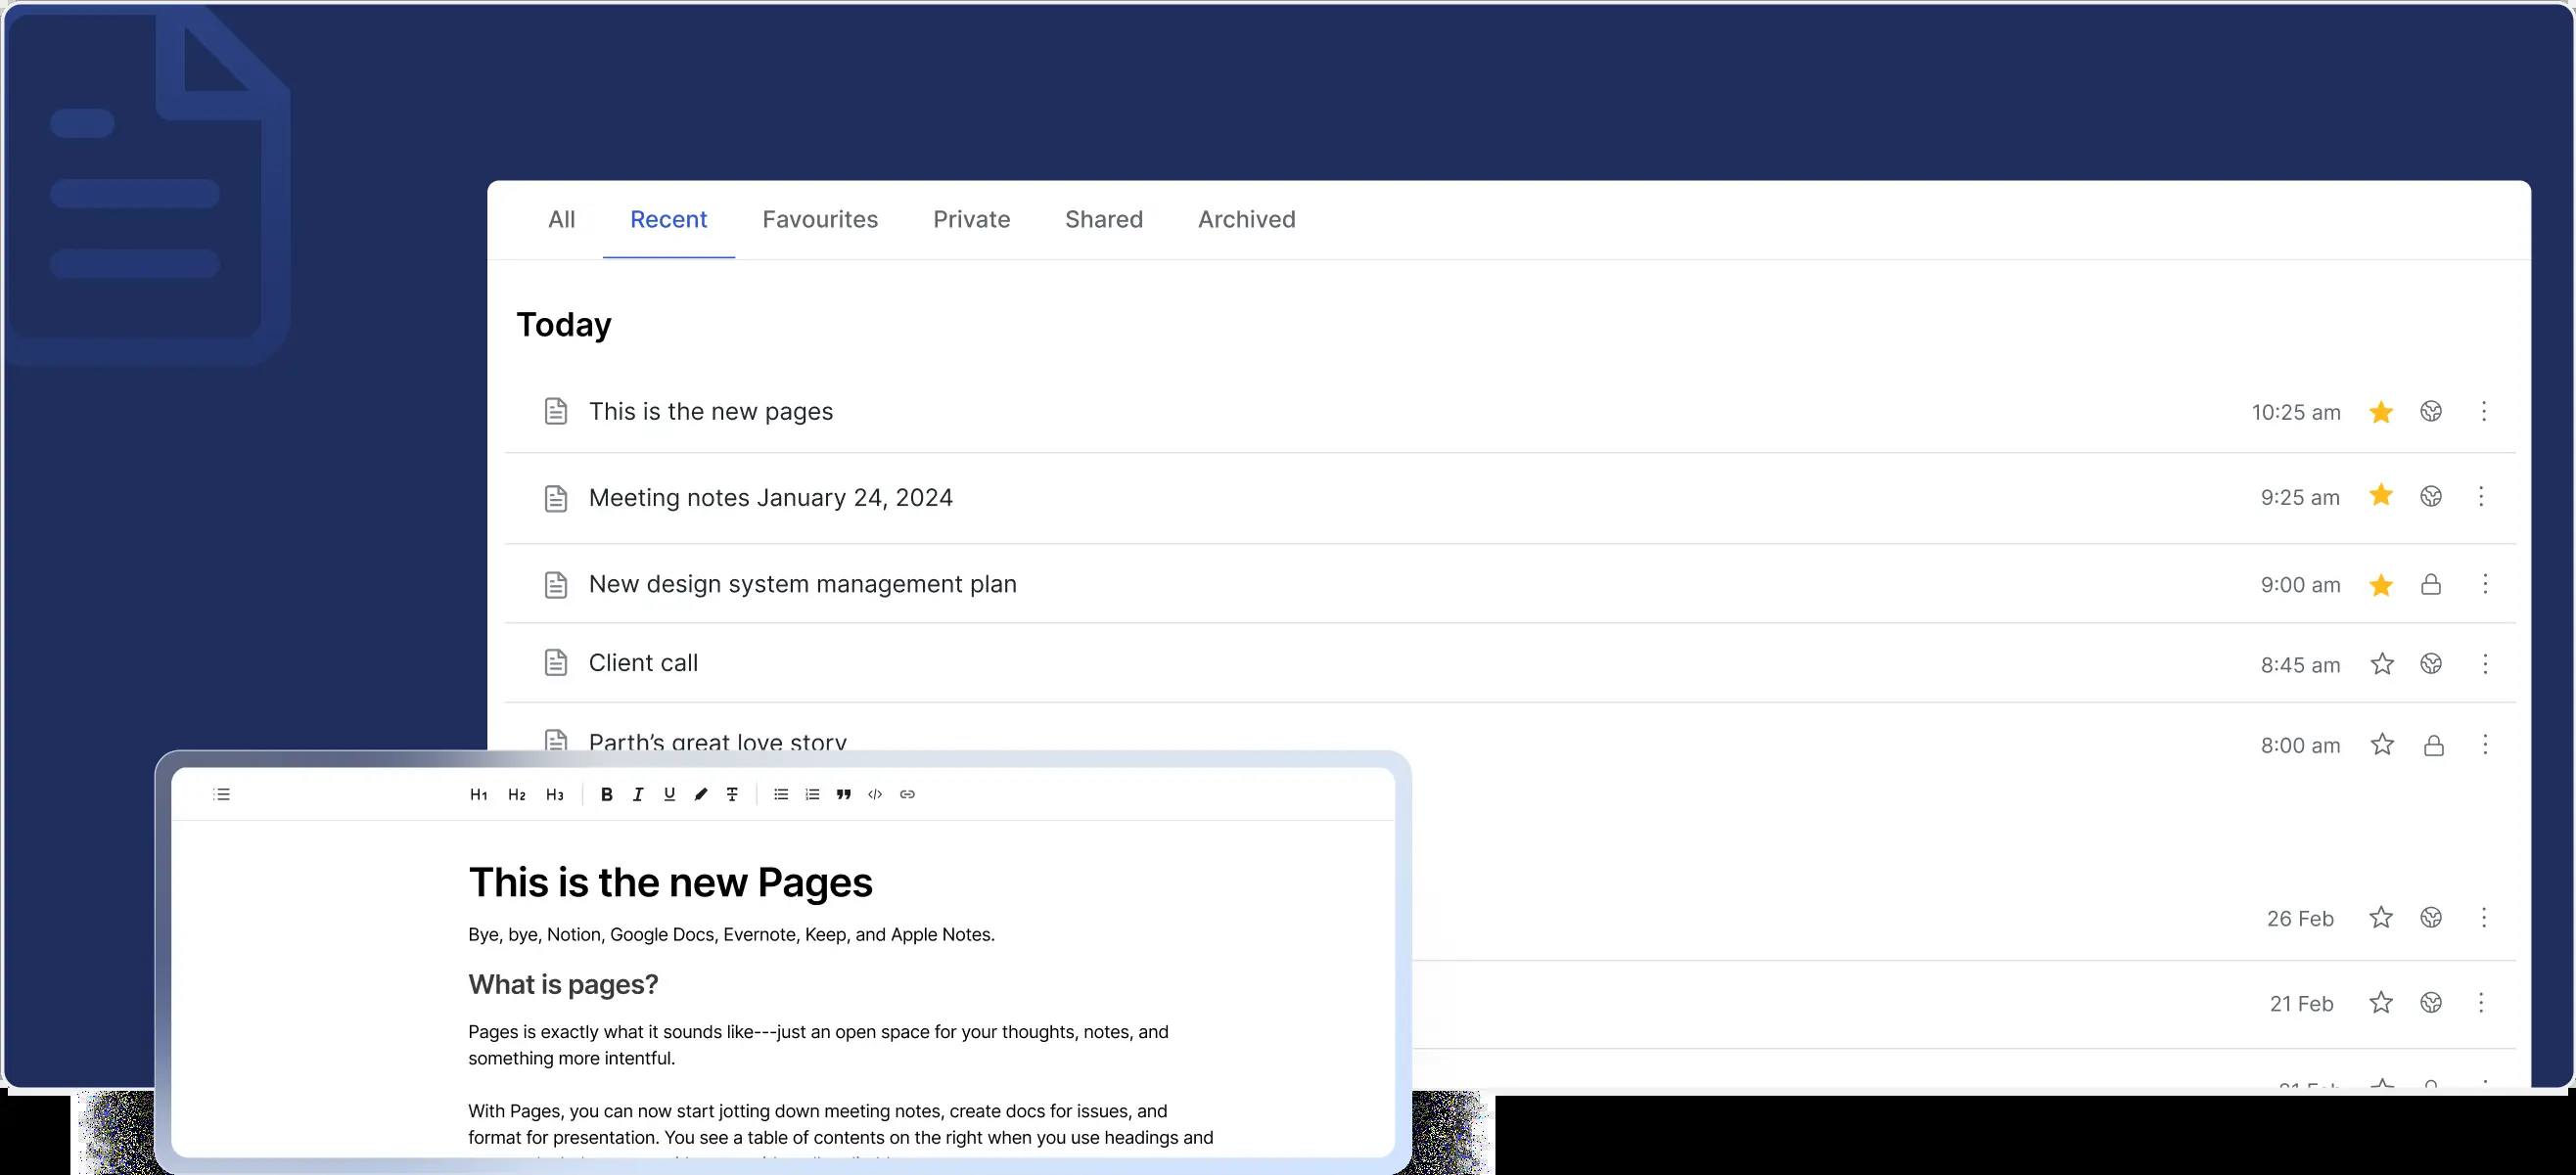 All Recent Favourites Private Shared Archived
Today
This is the new pages 10:25 am
Meeting notes January 24, 2024 9:25 am
New design system management plan 9:00 am
Client call 8:45 am
Parth’s great love story 8:00 am
26 Feb
21 Feb
H1 H2 H3 B I U T
This is the new Pages
Bye, bye, Notion, Google Docs, Evernote, Keep, and Apple Notes.
What is pages?
Pages is exactly what it sounds like---just an open space for your thoughts, notes, and
something more intentful.
With Pages, you can now start jotting down meeting notes, create docs for issues, and
format for presentation. You see a table of contents on the right when you use headings and